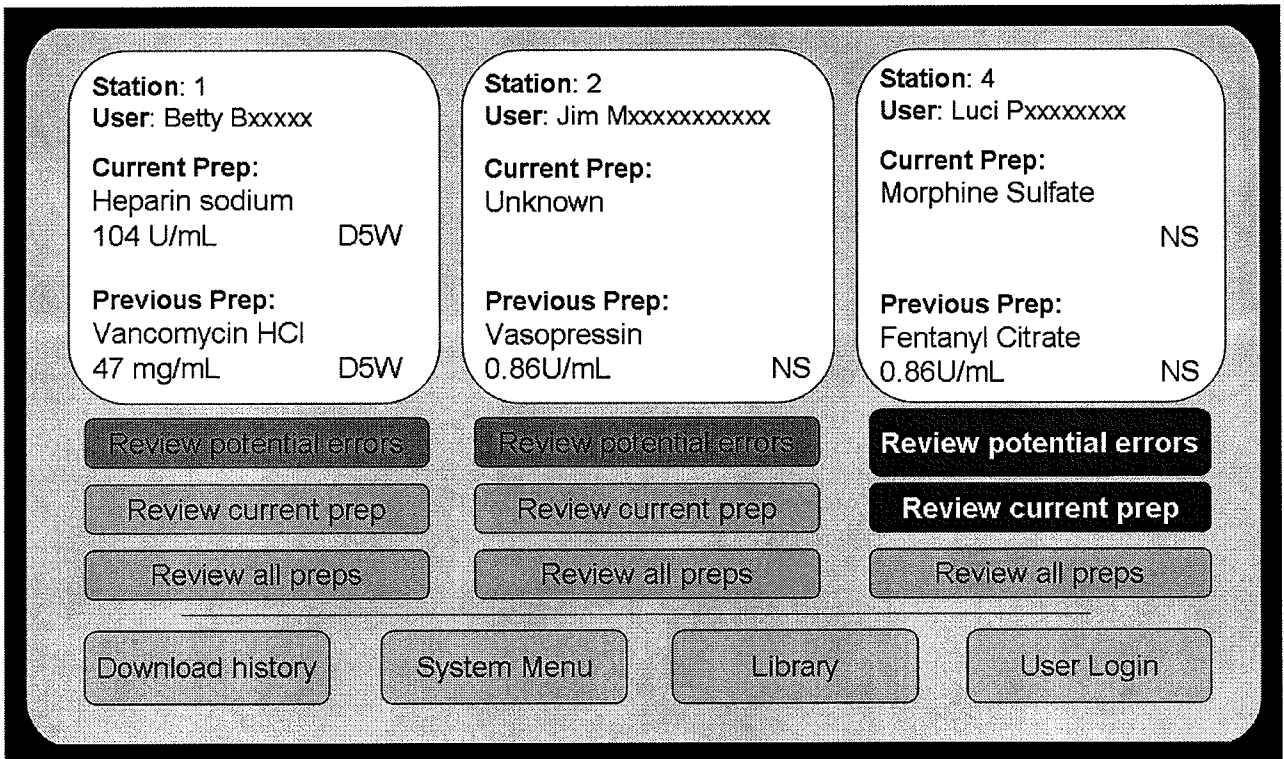 Station: 1
User: Betty Bxxxxx
Current Prep:
Heparin sodium
104 U/mL D5W
Previous Prep:
Vancomycin HCl
47 mg/mL D5W
Review potential errors
Review current prep
Review all preps
Station: 2
User: Jim Mxxxxxxxxxxx
Current Prep:
Unknown
Previous Prep:
Vasopressin
0.86U/mL NS
Review potential errors
Review current prep
Review all preps
Station: 4
User: Luci Pxxxxxxxx
Current Prep:
Morphine Sulfate
NS
Previous Prep:
Fentanyl Citrate
0.86U/mL NS
Review potential errors
Review current prep
Review all preps
Download history
System Menu
Library
User Login